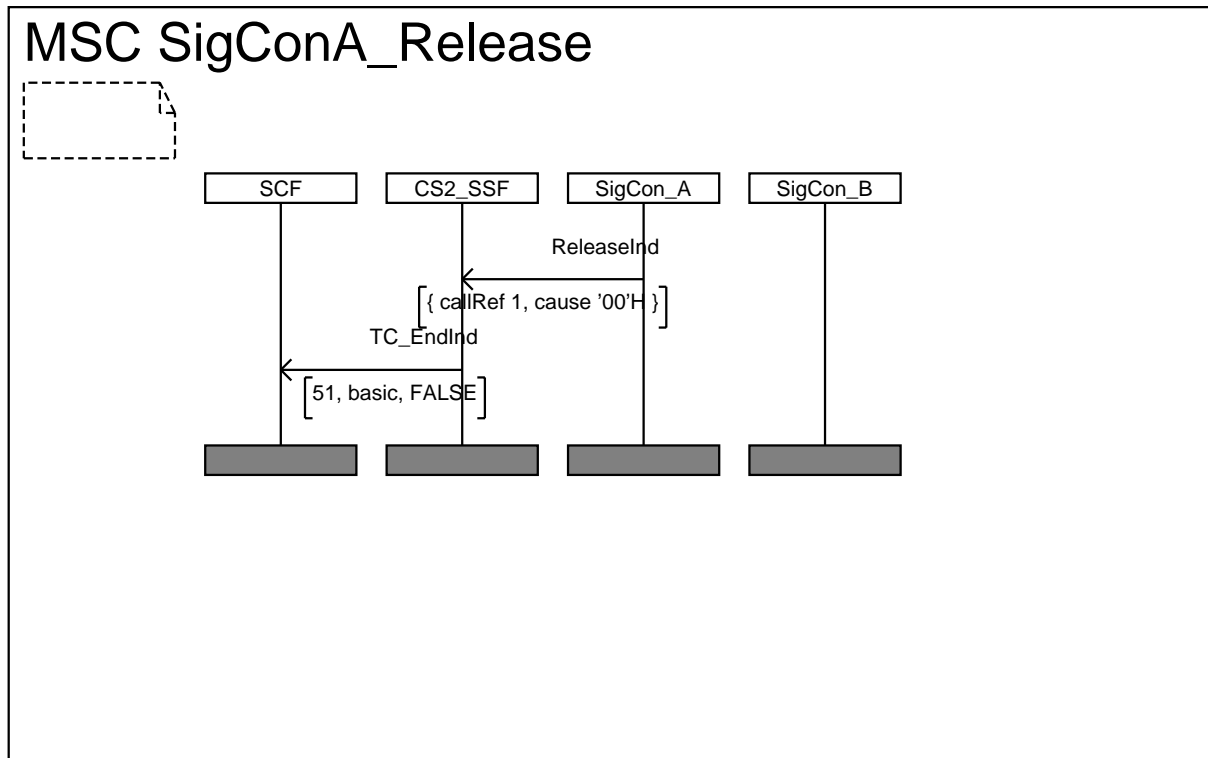 MSC SigConA_Release
SCF CS2_SSF SigCon_A SigCon_B
ReleaseInd
{ callRef 1, cause '00'H }
TC_EndInd
51, basic, FALSE